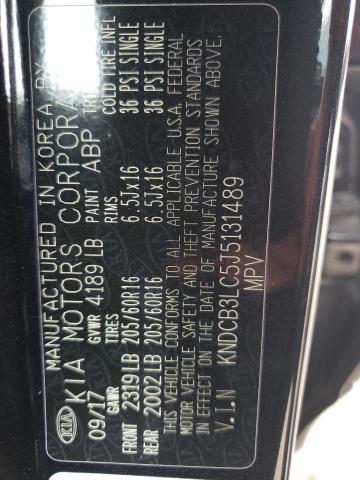 MANUFACTURED IN KOREA BY
KIA KIA MOTORS CORPORA
09/17 GVWR 4189 LB PAINT ABP
GAWR TIRES RIMS COLD TIRE INFL
FRONT 2319 LB 205/60R16 6.5JX16 36 PSI SINGLE
REAR 2002 LB 205/60R16 6.5JX16 36 PSI SINGLE
THIS VEHICLE CONFORMS TO ALL APPLICABLE U.S.A. FEDERAL
MOTOR VEHICLE SAFETY AND THEFT PREVENTION STANDARDS
IN EFFECT ON THE DATE OF MANUFACTURE SHOWN ABOVE.
V.I.N KNDCB3LC5J5131489
MPV